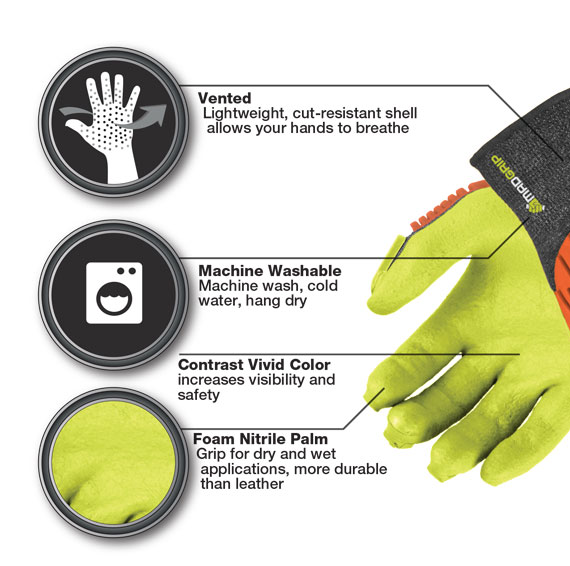 Vented
Lightweight, cut-resistant shell
allows your hands to breathe
MADGRIP
Machine Washable
Machine wash, cold
water, hang dry
Contrast Vivid Color
increases visibility and
safety
Foam Nitrile Palm
Grip for dry and wet
applications, more durable
than leather